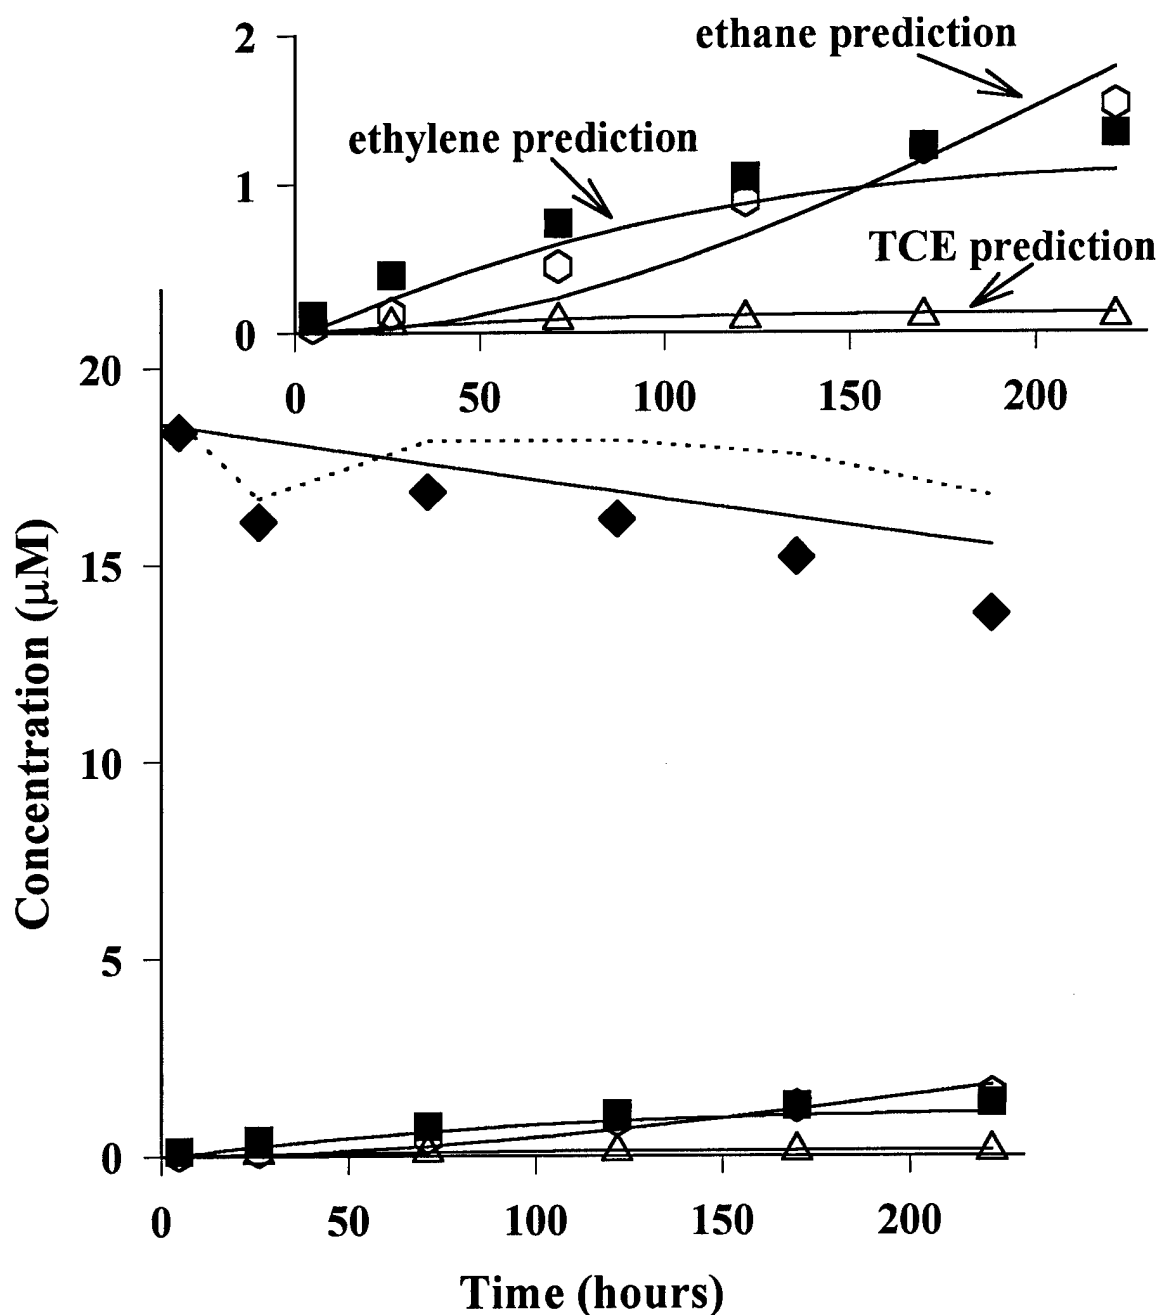 ethane prediction
ethylene prediction
TCE prediction
2
1
0
0 50 100 150 200
Concentration (μM)
20
15
10
5
0
0 50 100 150 200
Time (hours)